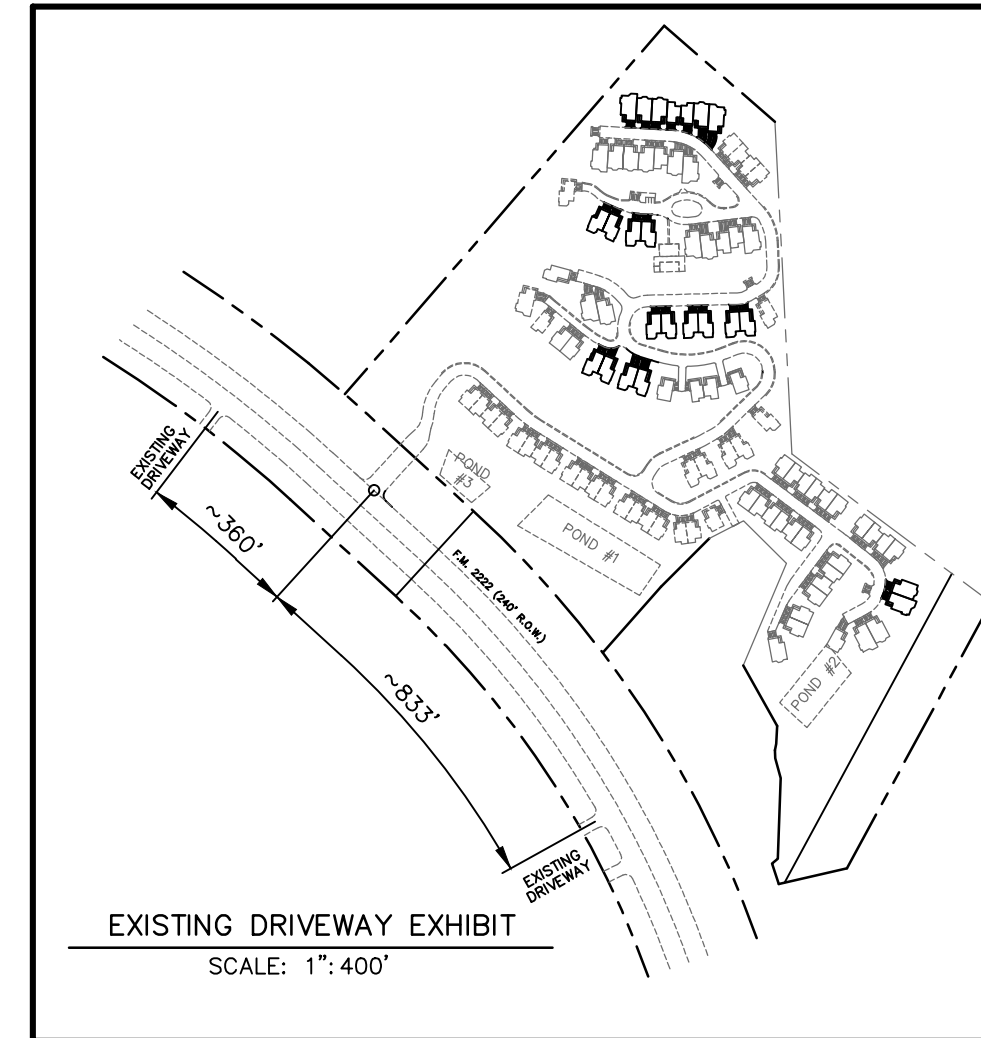 POND
#3
POND #1
POND #2
EXISTING
DRIVEWAY
~360'
F.M. 2222 (240' R.O.W.)
~833'
EXISTING
DRIVEWAY
EXISTING DRIVEWAY EXHIBIT
SCALE: 1":400'